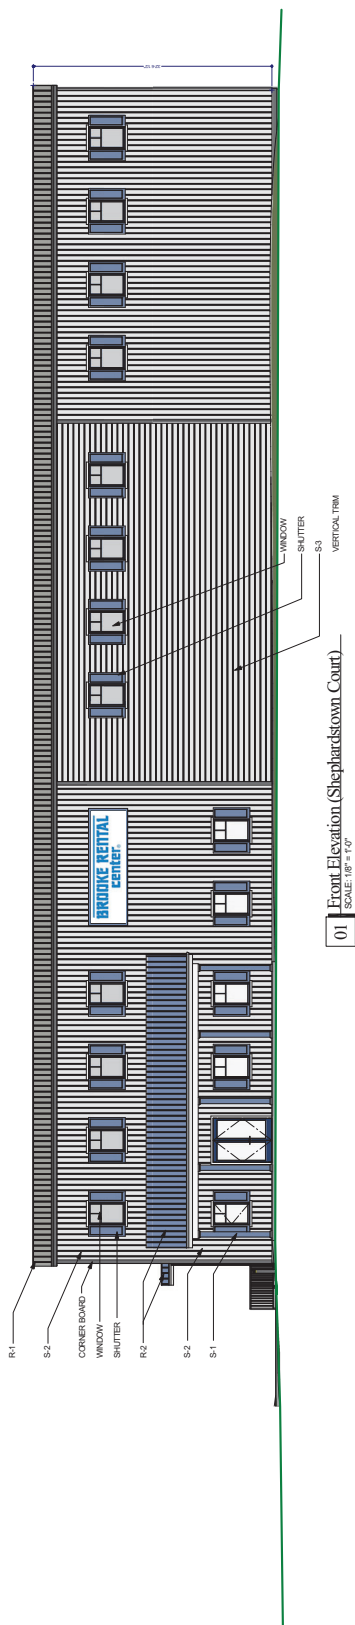 R-1
S-2
CORNER BOARD
WINDOW
SHUTTER
R-2
S-2
S-1
BROOKE RENTAL
center.
WINDOW
SHUTTER
S-3
VERTICAL TRIM
01
Front Elevation (Shephardstown Court)
SCALE: 1/8" = 1'-0"